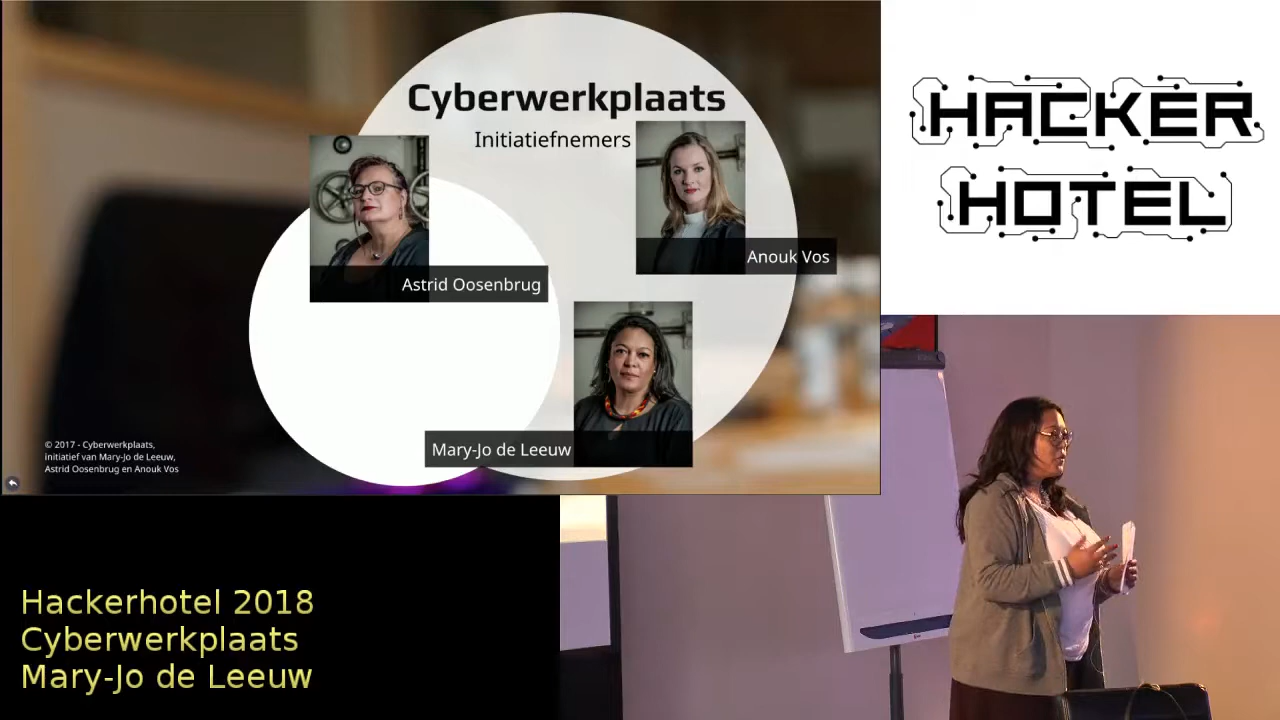 Cyberwerkplaats
Initiatiefnemers
Astrid Oosenbrug
Anouk Vos
Mary-Jo de Leeuw
© 2017 - Cyberwerkplaats,
initiatief van Mary-Jo de Leeuw,
Astrid Oosenbrug en Anouk Vos
HACKER
HOTEL
Hackerhotel 2018
Cyberwerkplaats
Mary-Jo de Leeuw